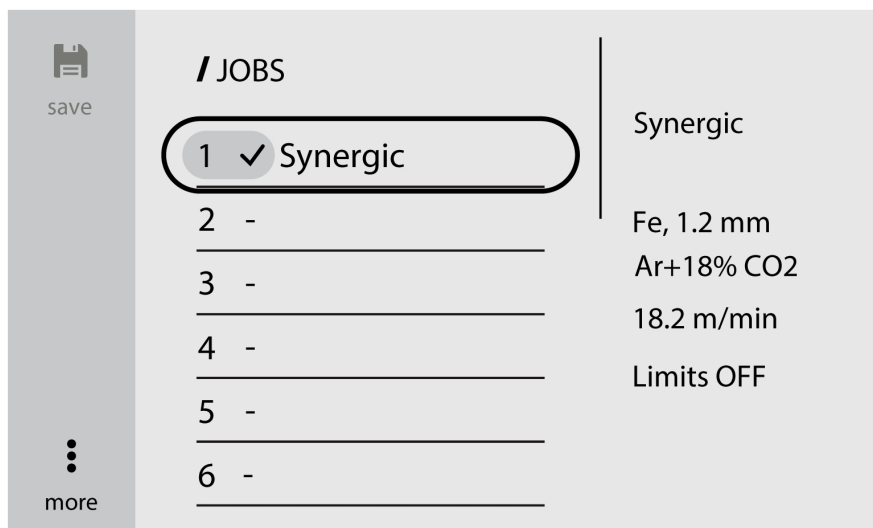 save
/ JOBS
1 ✓ Synergic
2 -
3 -
4 -
5 -
6 -
more
Synergic
Fe, 1.2 mm
Ar+18% CO2
18.2 m/min
Limits OFF